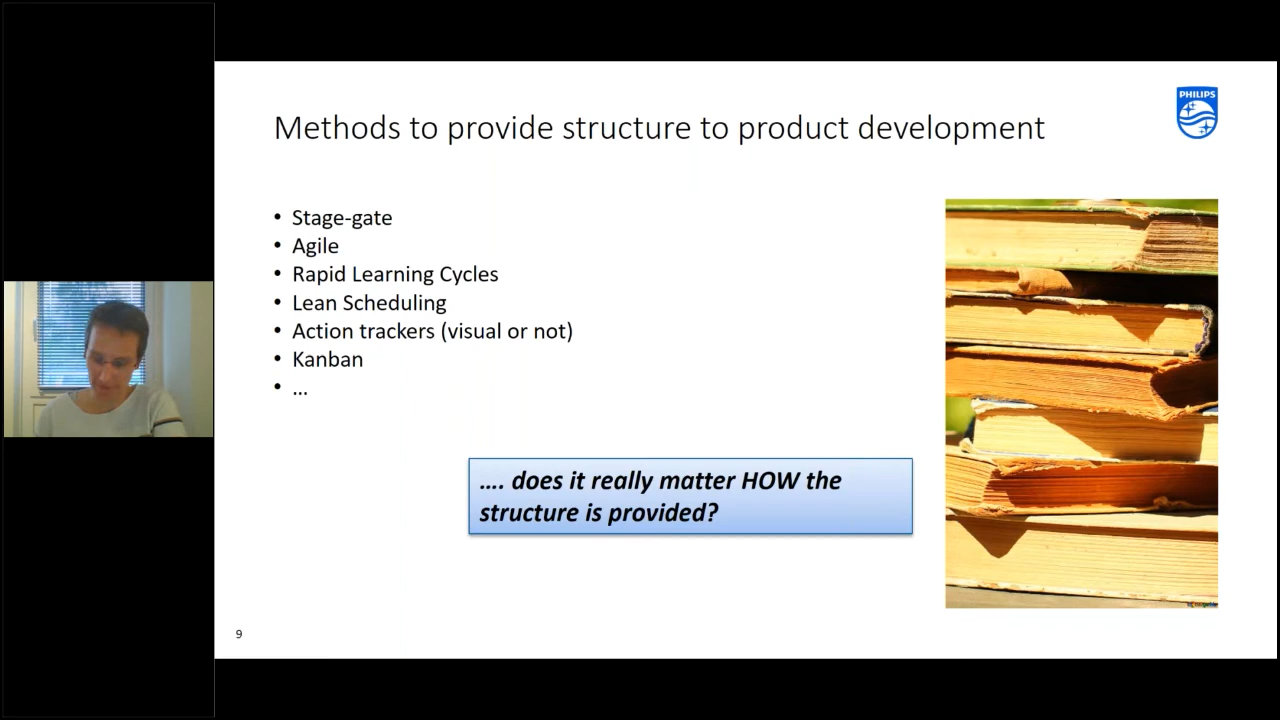 PHILIPS
Methods to provide structure to product development
• Stage-gate
• Agile
• Rapid Learning Cycles
• Lean Scheduling
• Action trackers (visual or not)
• Kanban
• ...
.... does it really matter HOW the
structure is provided?
9